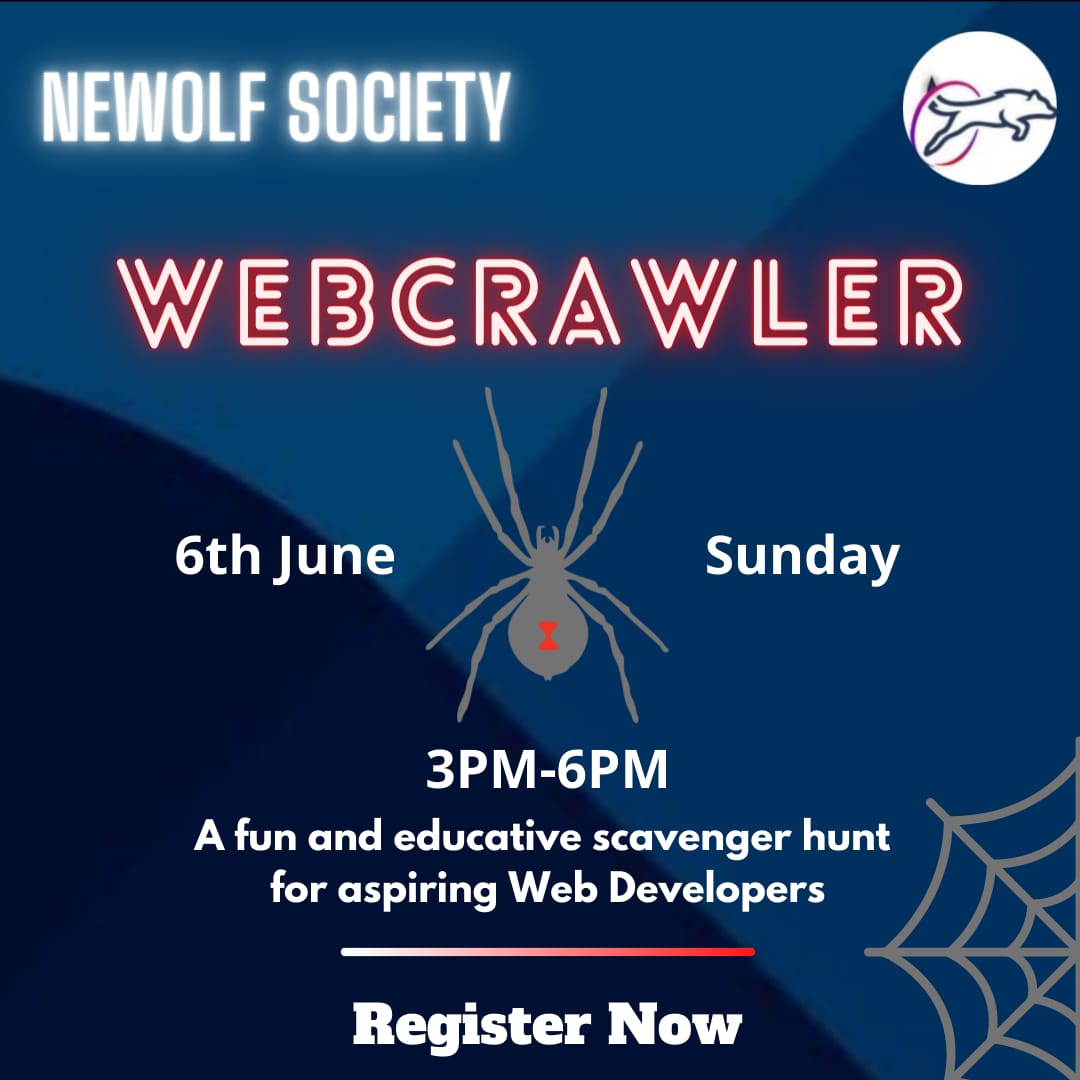 NEWOLF SOCIETY
WEBCRAWLER
6th June
Sunday
3PM-6PM
A fun and educative scavenger hunt
for aspiring Web Developers
Register Now